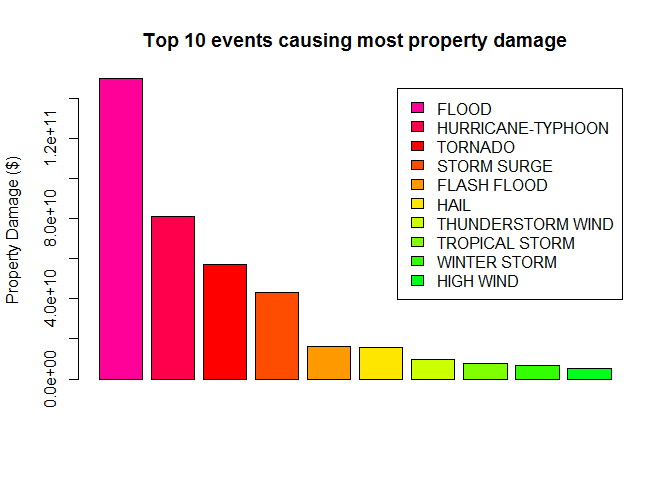 Top 10 events causing most property damage
Property Damage ($)
1.2e+11
8.0e+10
4.0e+10
0.0e+00
FLOOD
HURRICANE-TYPHOON
TORNADO
STORM SURGE
FLASH FLOOD
HAIL
THUNDERSTORM WIND
TROPICAL STORM
WINTER STORM
HIGH WIND